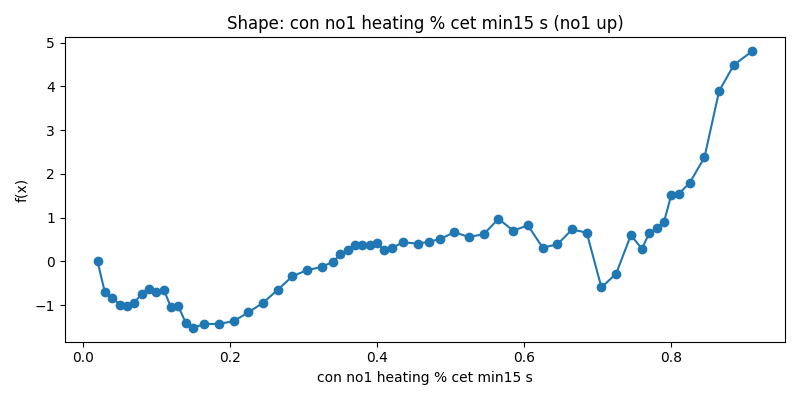 Shape: con no1 heating % cet min15 s (no1 up)
5
4
3
2
1
0
−1
f(x)
0.0 0.2 0.4 0.6 0.8
con no1 heating % cet min15 s